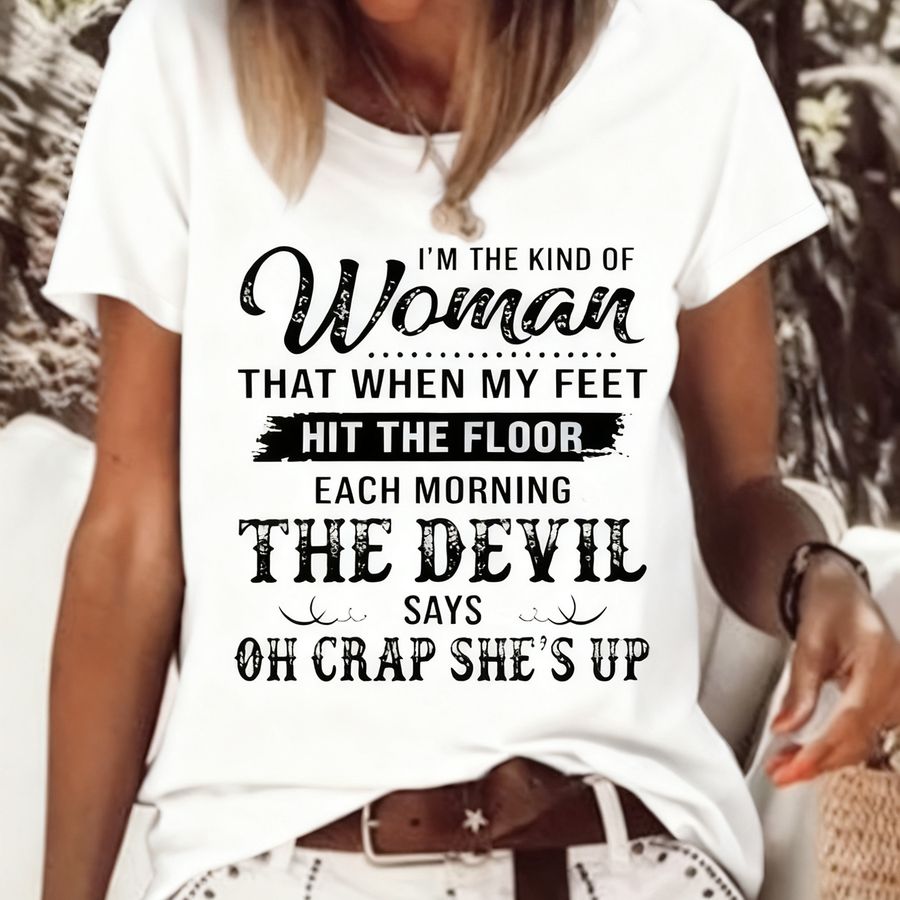 I'M THE KIND OF
Woman
THAT WHEN MY FEET
HIT THE FLOOR
EACH MORNING
THE DEVIL
SAYS
OH CRAP SHE'S UP